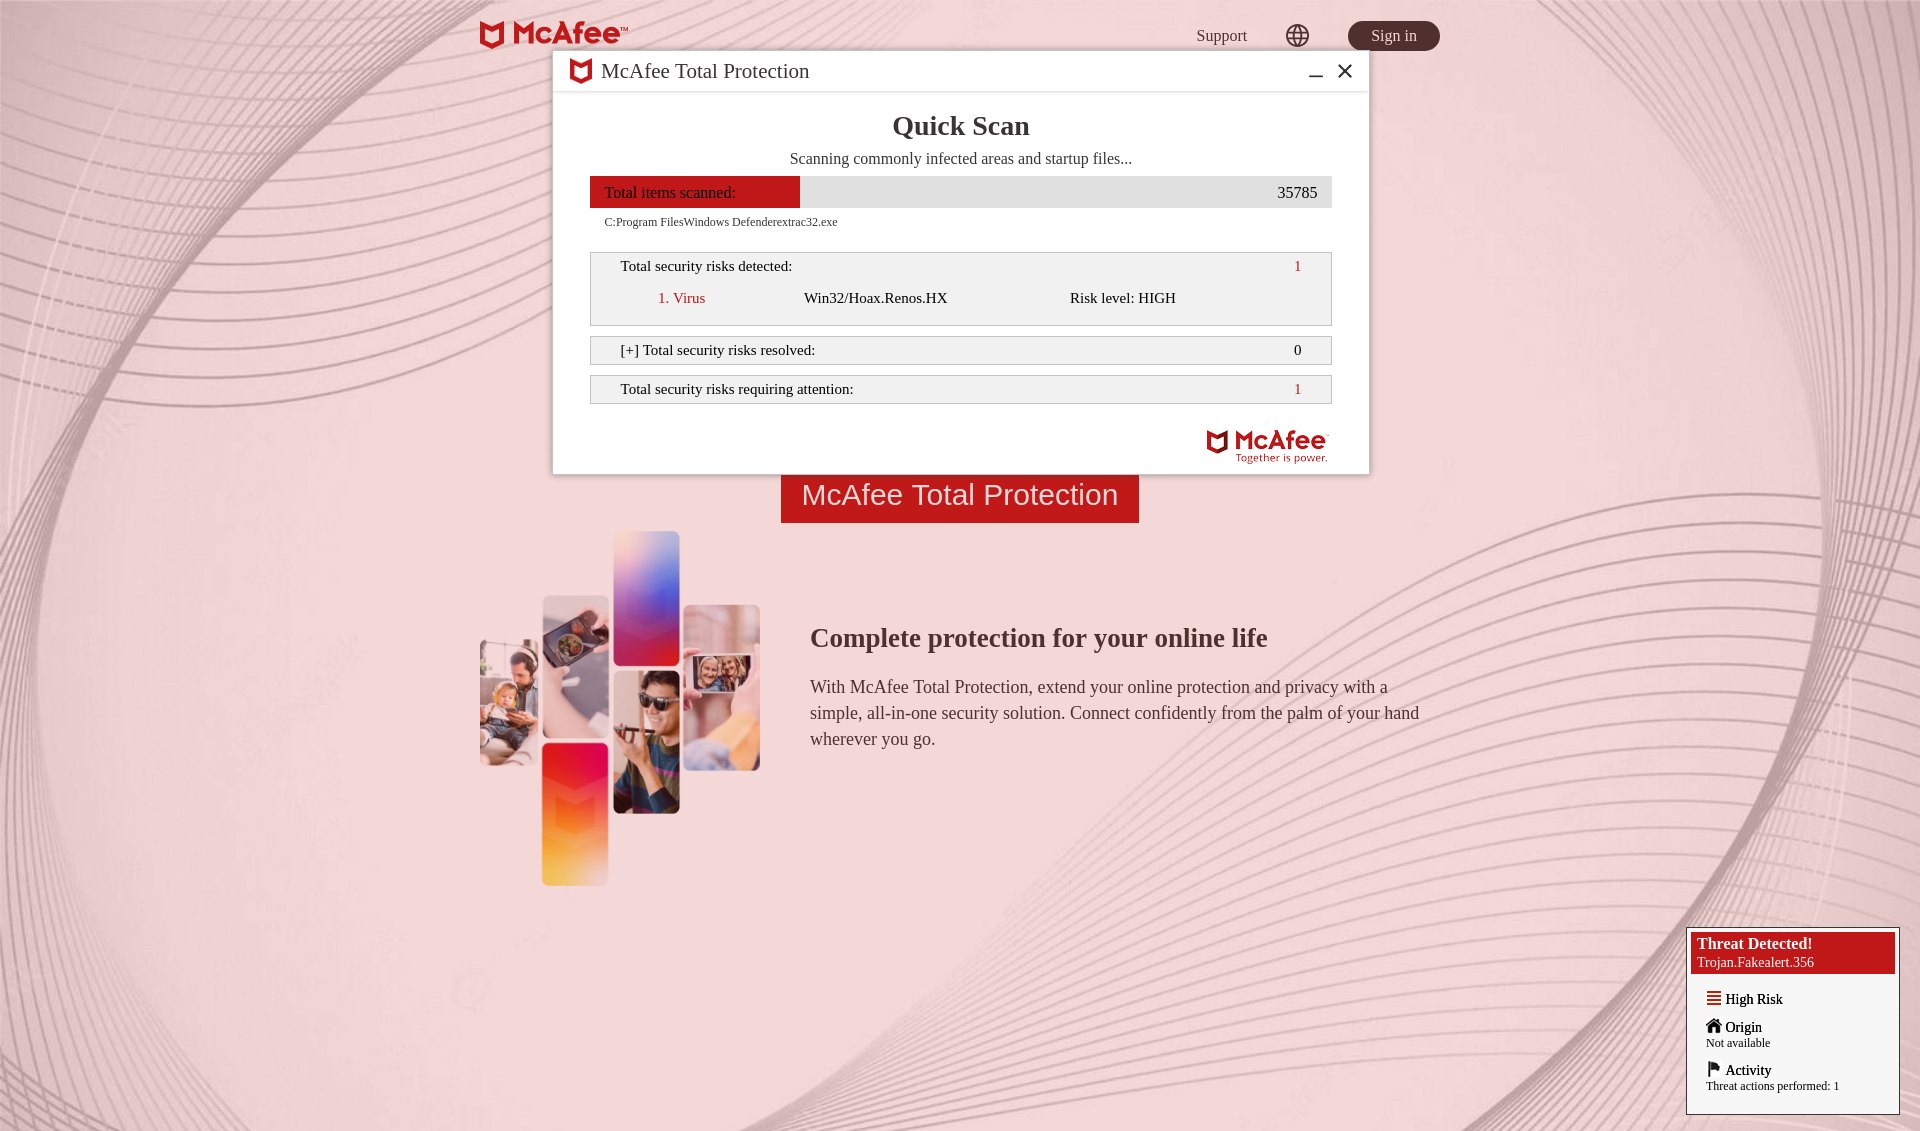 McAfee™
Support
Sign in
McAfee Total Protection
Quick Scan
Scanning commonly infected areas and startup files...
Total items scanned: 35785
C:Program FilesWindows Defenderextrac32.exe
Total security risks detected: 1
1. Virus Win32/Hoax.Renos.HX Risk level: HIGH
[+] Total security risks resolved: 0
Total security risks requiring attention: 1
McAfee
Together is power.
McAfee Total Protection
Complete protection for your online life
With McAfee Total Protection, extend your online protection and privacy with a
simple, all-in-one security solution. Connect confidently from the palm of your hand
wherever you go.
Threat Detected!
Trojan.Fakealert.356
High Risk
Origin
Not available
Activity
Threat actions performed: 1